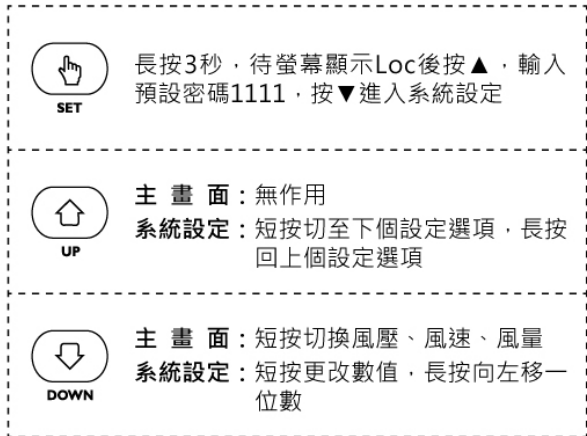 長按3秒，待螢幕顯示Loc後按▲，輸入
預設密碼1111，按▼進入系統設定
SET
主 畫 面：無作用
系統設定：短按切至下個設定選項，長按
回上個設定選項
UP
主 畫 面：短按切換風壓、風速、風量
系統設定：短按更改數值，長按向左移一
位數
DOWN